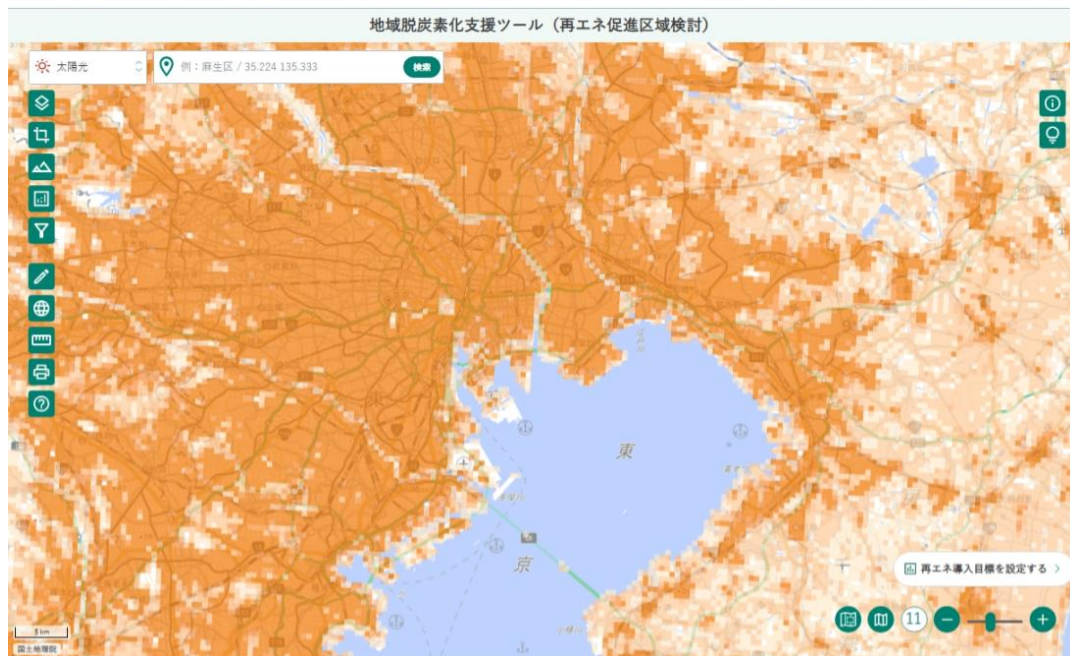 地域脱炭素化支援ツール（再エネ促進区域検討）
太陽光
例：麻生区 / 35.224 135.333
検索
東
京
再エネ導入目標を設定する
11
5 km
国土地理院